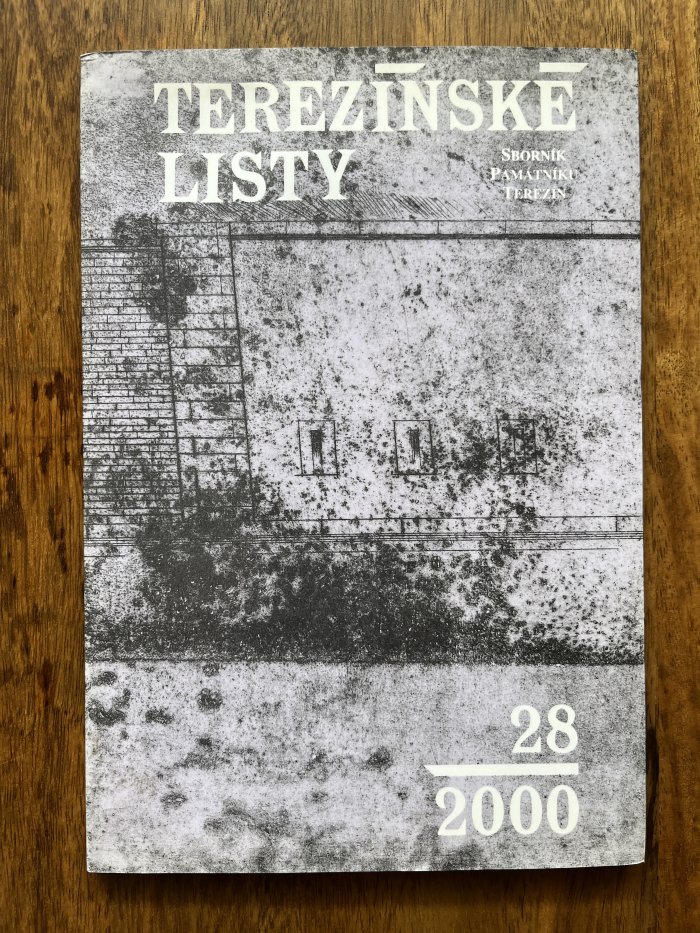 TEREZÍNSKÉ
LISTY
SBORNÍK
PAMÁTNÍKU
TEREZÍN
28
2000